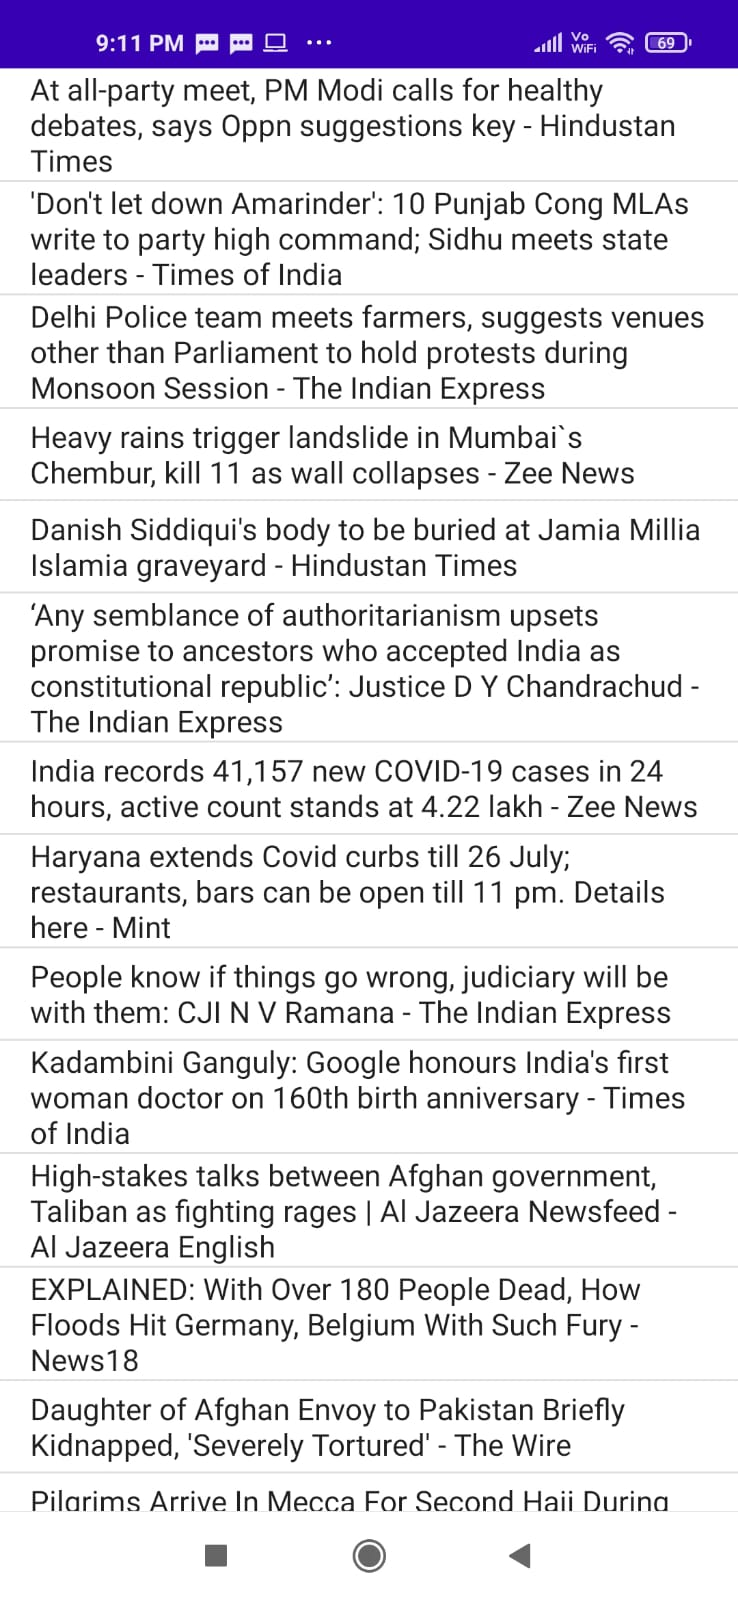 9:11 PM
Vo
WiFi
69
At all-party meet, PM Modi calls for healthy
debates, says Oppn suggestions key - Hindustan
Times
'Don't let down Amarinder': 10 Punjab Cong MLAs
write to party high command; Sidhu meets state
leaders - Times of India
Delhi Police team meets farmers, suggests venues
other than Parliament to hold protests during
Monsoon Session - The Indian Express
Heavy rains trigger landslide in Mumbai`s
Chembur, kill 11 as wall collapses - Zee News
Danish Siddiqui's body to be buried at Jamia Millia
Islamia graveyard - Hindustan Times
‘Any semblance of authoritarianism upsets
promise to ancestors who accepted India as
constitutional republic’: Justice D Y Chandrachud -
The Indian Express
India records 41,157 new COVID-19 cases in 24
hours, active count stands at 4.22 lakh - Zee News
Haryana extends Covid curbs till 26 July;
restaurants, bars can be open till 11 pm. Details
here - Mint
People know if things go wrong, judiciary will be
with them: CJI N V Ramana - The Indian Express
Kadambini Ganguly: Google honours India's first
woman doctor on 160th birth anniversary - Times
of India
High-stakes talks between Afghan government,
Taliban as fighting rages | Al Jazeera Newsfeed -
Al Jazeera English
EXPLAINED: With Over 180 People Dead, How
Floods Hit Germany, Belgium With Such Fury -
News18
Daughter of Afghan Envoy to Pakistan Briefly
Kidnapped, 'Severely Tortured' - The Wire
Pilgrims Arrive In Mecca For Second Hajj During